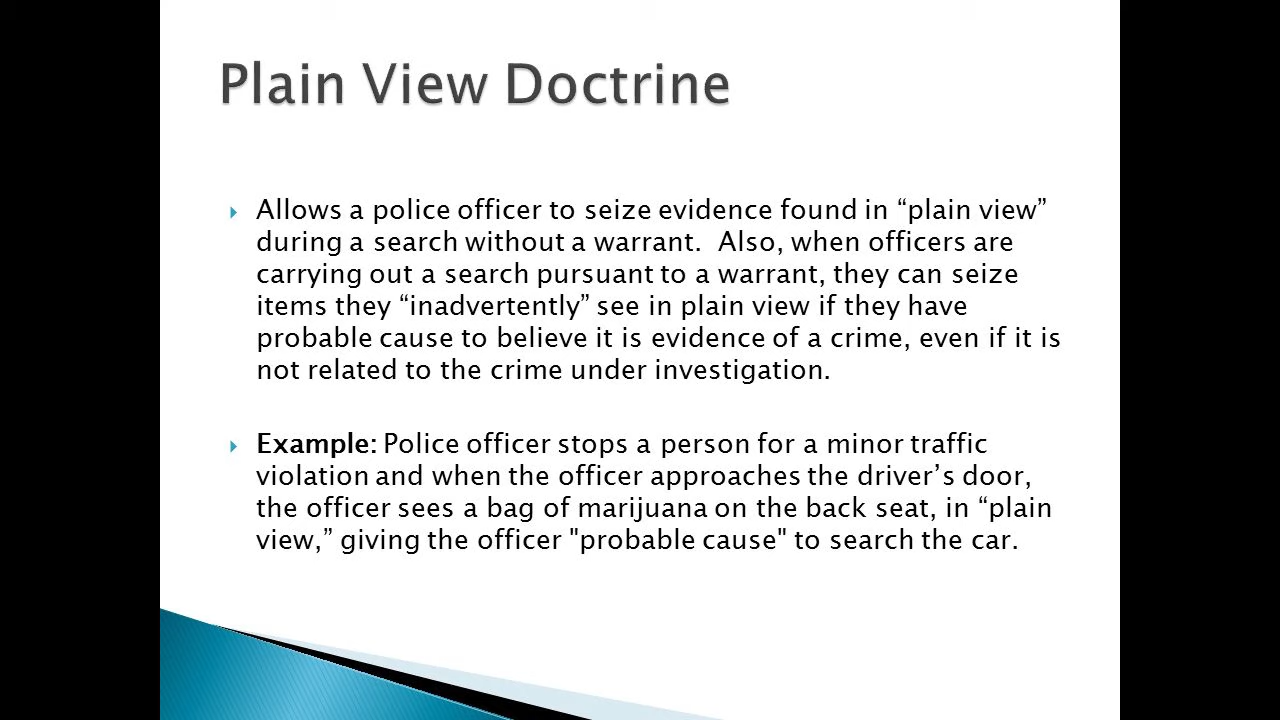 Plain View Doctrine
Allows a police officer to seize evidence found in “plain view”
during a search without a warrant.  Also, when officers are
carrying out a search pursuant to a warrant, they can seize
items they “inadvertently” see in plain view if they have
probable cause to believe it is evidence of a crime, even if it is
not related to the crime under investigation.
Example: Police officer stops a person for a minor traffic
violation and when the officer approaches the driver’s door,
the officer sees a bag of marijuana on the back seat, in “plain
view,” giving the officer "probable cause" to search the car.